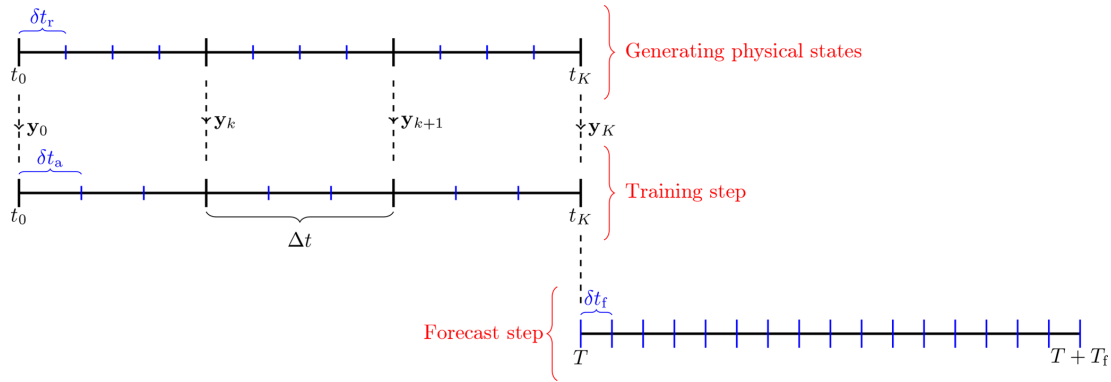 δt_r
Generating physical states
t_0
t_K
y_0
y_k
y_{k+1}
y_K
δt_a
Training step
t_0
t_K
Δt
δt_f
Forecast step
T
T + T_f